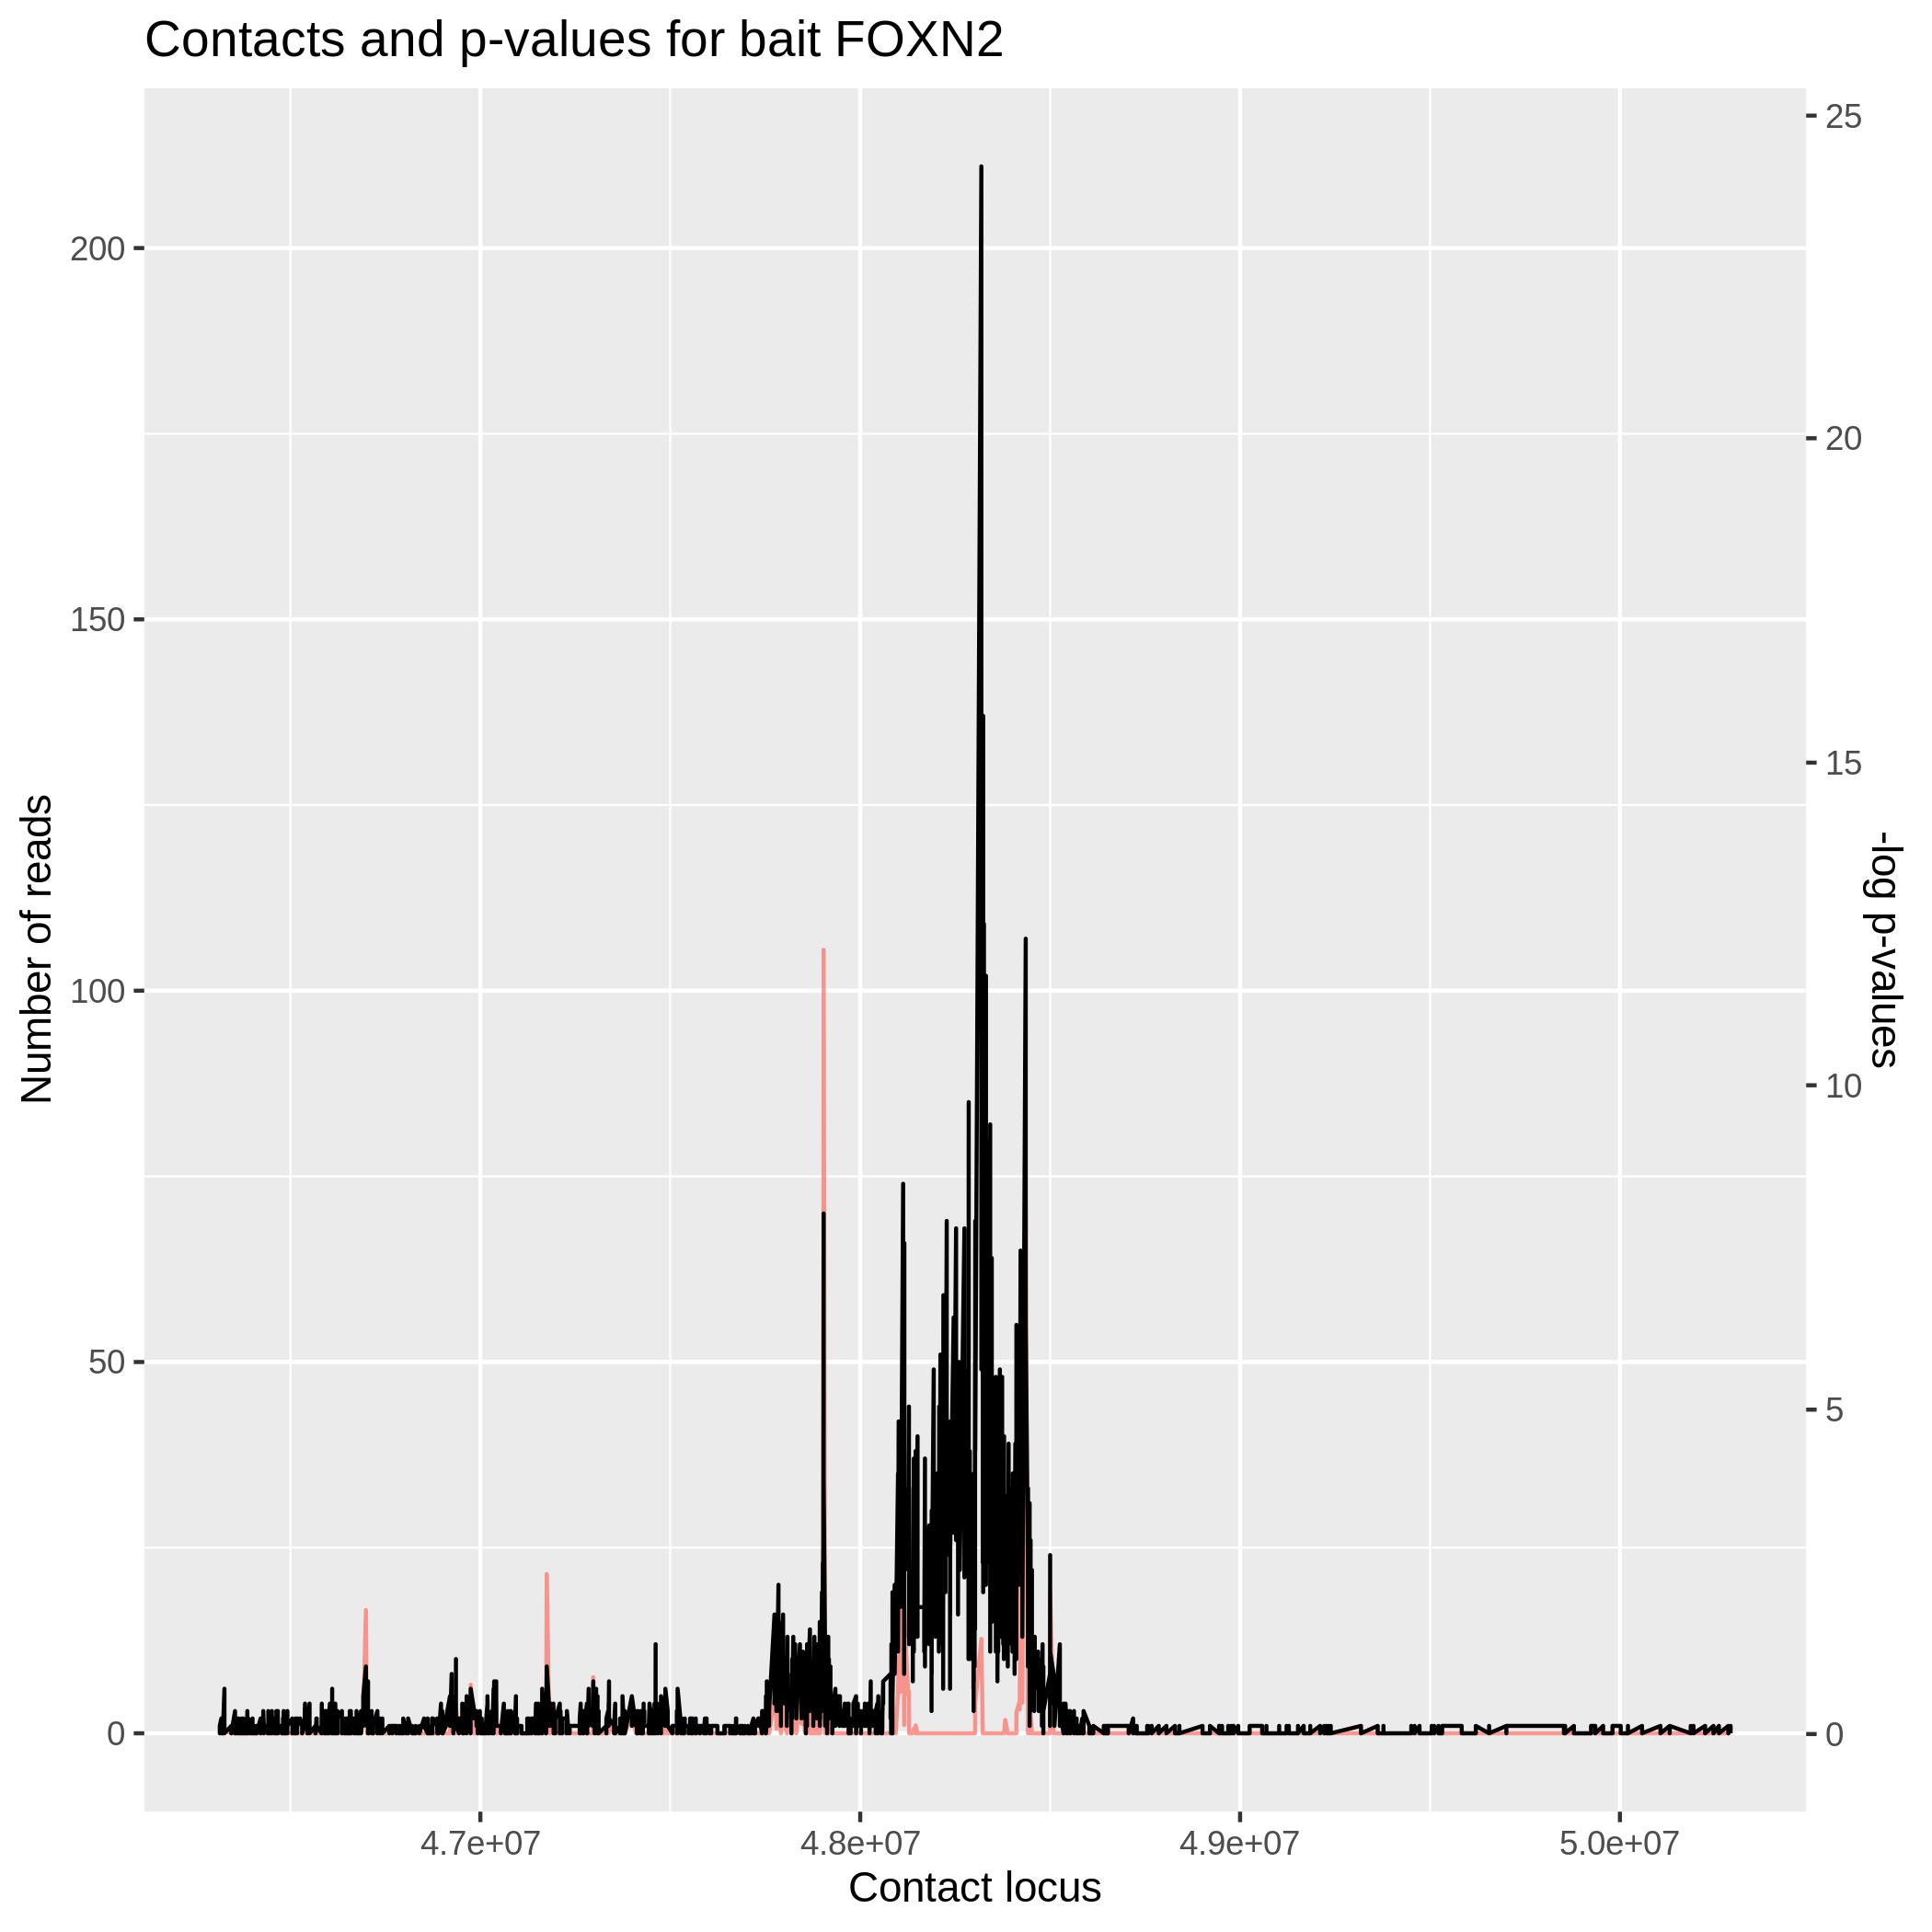 Contacts and p-values for bait FOXN2
Number of reads
200
150
100
50
0
25
20
15
10
5
0
-log p-values
4.7e+07
4.8e+07
4.9e+07
5.0e+07
Contact locus